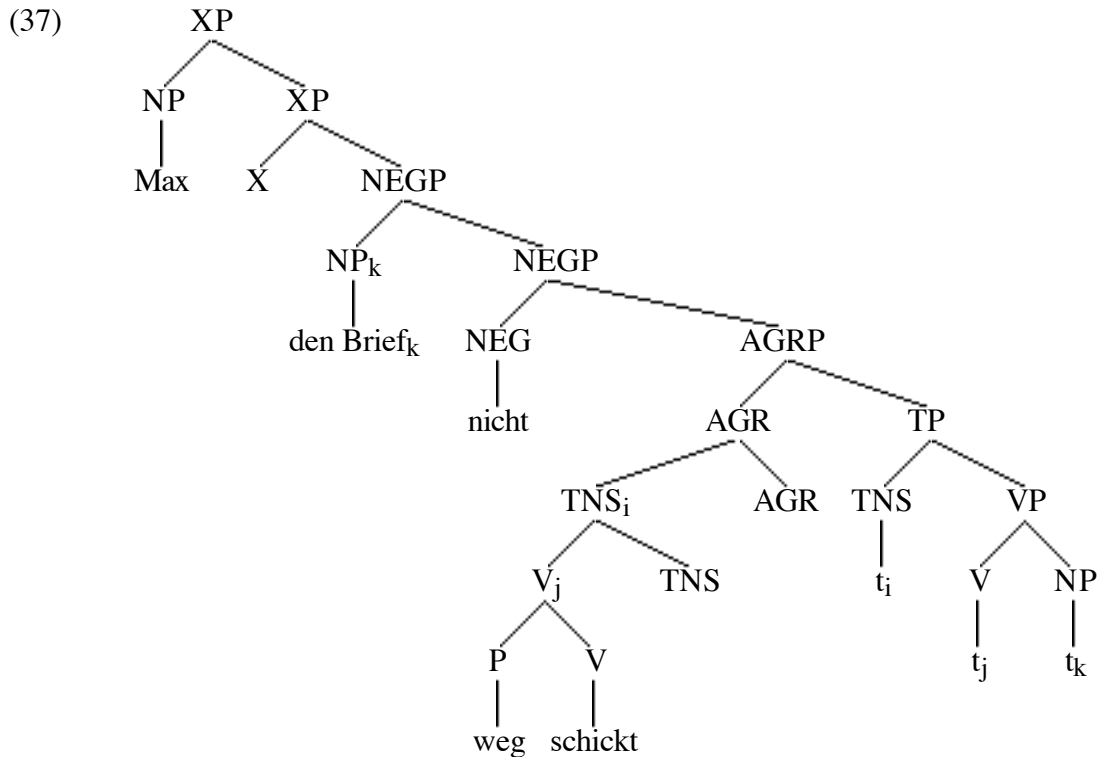 (37) XP
NP XP
Max X NEGP
NPk NEGP
den Briefk NEG AGRP
nicht AGR TP
TNSi AGR TNS VP
Vj TNS ti V NP
P V tj tk
weg schickt